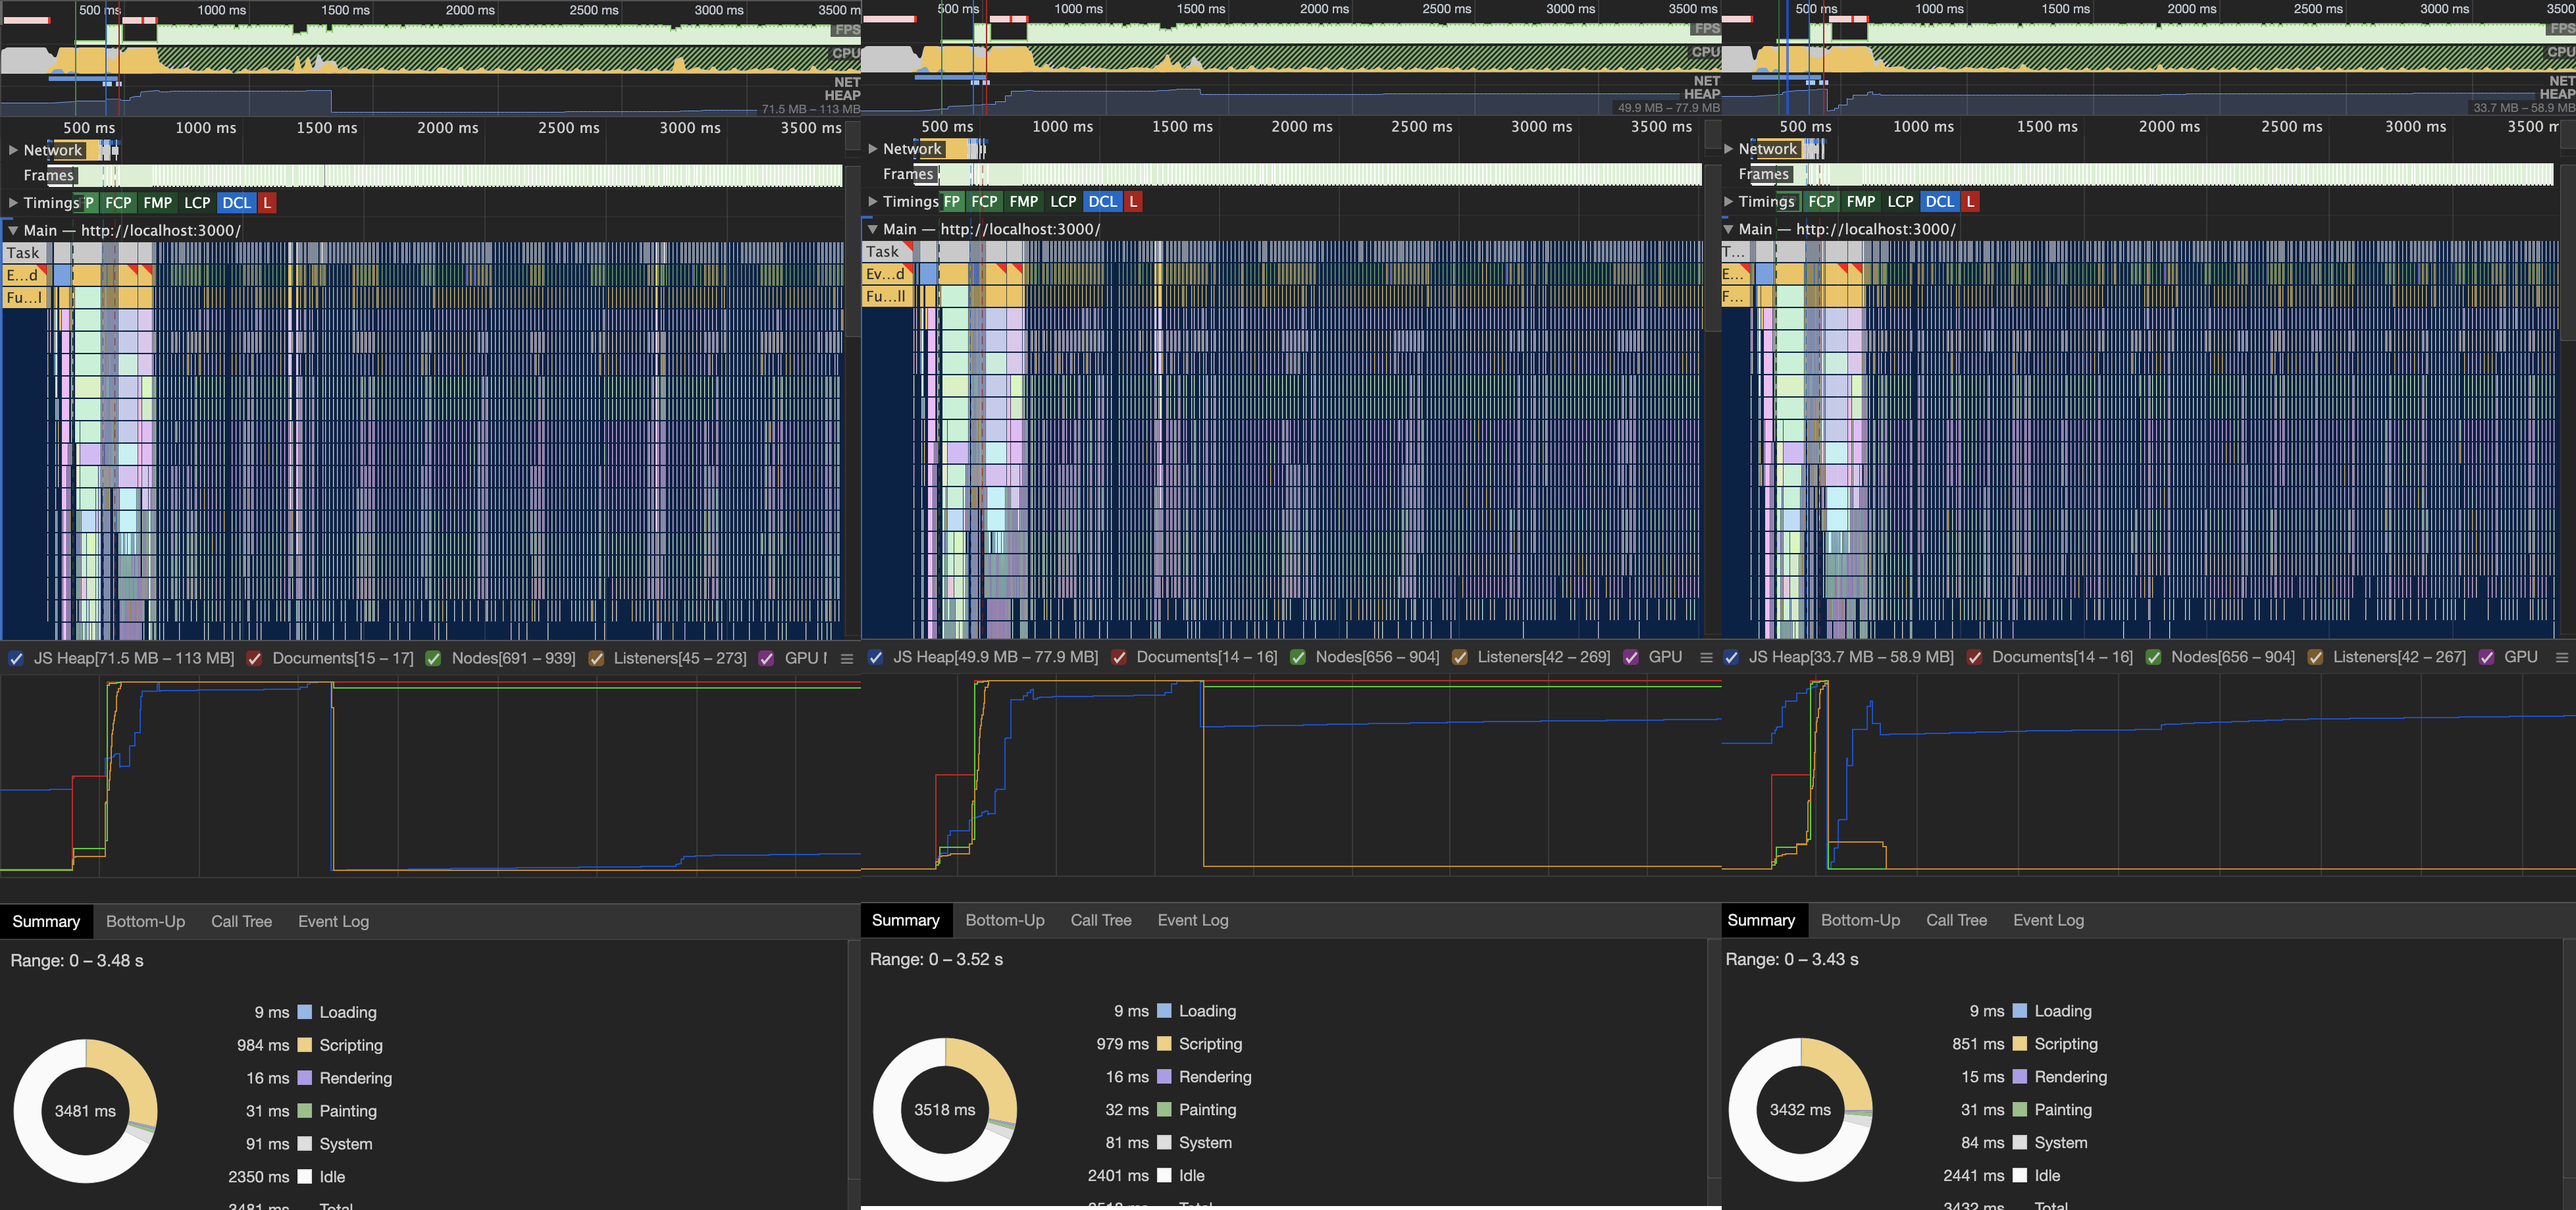 500 ms 1000 ms 1500 ms 2000 ms 2500 ms 3000 ms 3500 m
FPS
CPU
NET
HEAP
71.5 MB – 113 MB
500 ms 1000 ms 1500 ms 2000 ms 2500 ms 3000 ms 3500 ms
Network
Frames
Timings P FCP FMP LCP DCL L
Main — http://localhost:3000/
Task
E...d
Fu...l
JS Heap[71.5 MB – 113 MB] Documents[15 – 17] Nodes[691 – 939] Listeners[45 – 273] GPU
Summary Bottom-Up Call Tree Event Log
Range: 0 – 3.48 s
9 ms Loading
984 ms Scripting
16 ms Rendering
31 ms Painting
91 ms System
2350 ms Idle
3481 ms Total
3481 ms
500 ms 1000 ms 1500 ms 2000 ms 2500 ms 3000 ms 3500 ms
FPS
CPU
NET
HEAP
49.9 MB – 77.9 MB
500 ms 1000 ms 1500 ms 2000 ms 2500 ms 3000 ms 3500 ms
Network
Frames
Timings FP FCP FMP LCP DCL L
Main — http://localhost:3000/
Task
Ev...d
Fu...ll
JS Heap[49.9 MB – 77.9 MB] Documents[14 – 16] Nodes[656 – 904] Listeners[42 – 269] GPU
Summary Bottom-Up Call Tree Event Log
Range: 0 – 3.52 s
9 ms Loading
979 ms Scripting
16 ms Rendering
32 ms Painting
81 ms System
2401 ms Idle
3518 ms Total
3518 ms
500 ms 1000 ms 1500 ms 2000 ms 2500 ms 3000 ms 3500
FPS
CPU
NET
HEAP
33.7 MB – 58.9 MB
500 ms 1000 ms 1500 ms 2000 ms 2500 ms 3000 ms 3500 m
Network
Frames
Timings FCP FMP LCP DCL L
Main — http://localhost:3000/
T...
E...
F...
JS Heap[33.7 MB – 58.9 MB] Documents[14 – 16] Nodes[656 – 904] Listeners[42 – 267] GPU
Summary Bottom-Up Call Tree Event Log
Range: 0 – 3.43 s
9 ms Loading
851 ms Scripting
15 ms Rendering
31 ms Painting
84 ms System
2441 ms Idle
3432 ms Total
3432 ms